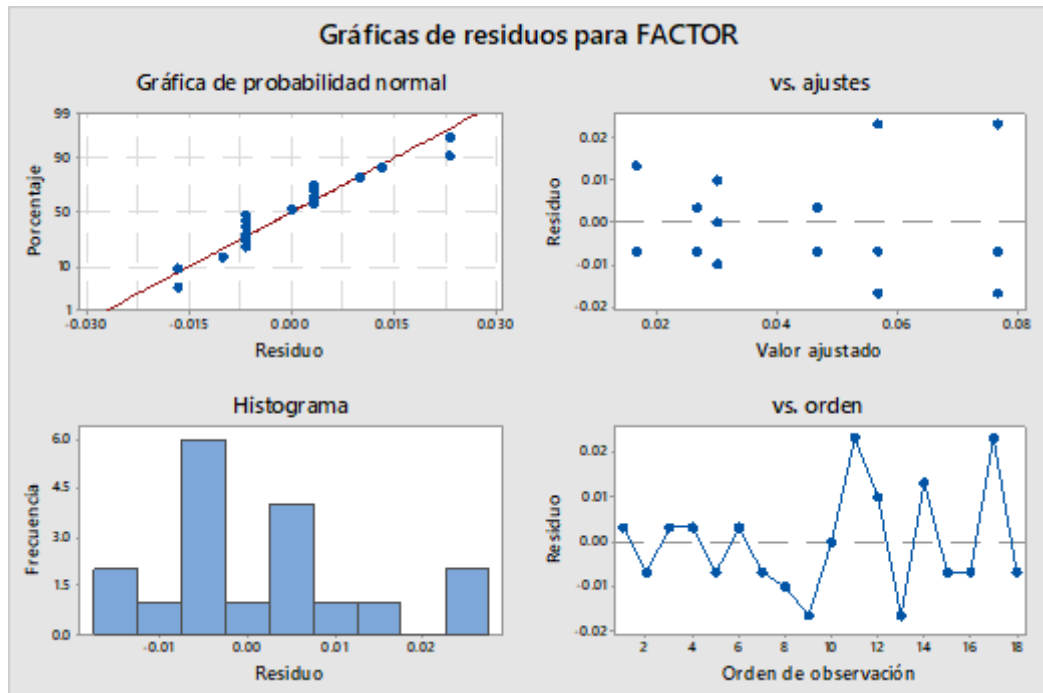 Gráficas de residuos para FACTOR
Gráfica de probabilidad normal
99
90
50
10
1
Porcentaje
-0.030 -0.015 0.000 0.015 0.030
Residuo
vs. ajustes
0.02
0.01
0.00
-0.01
-0.02
Residuo
0.02 0.04 0.06 0.08
Valor ajustado
Histograma
6.0
4.5
3.0
1.5
0.0
Frecuencia
-0.01 0.00 0.01 0.02
Residuo
vs. orden
0.02
0.01
0.00
-0.01
-0.02
Residuo
2 4 6 8 10 12 14 16 18
Orden de observación